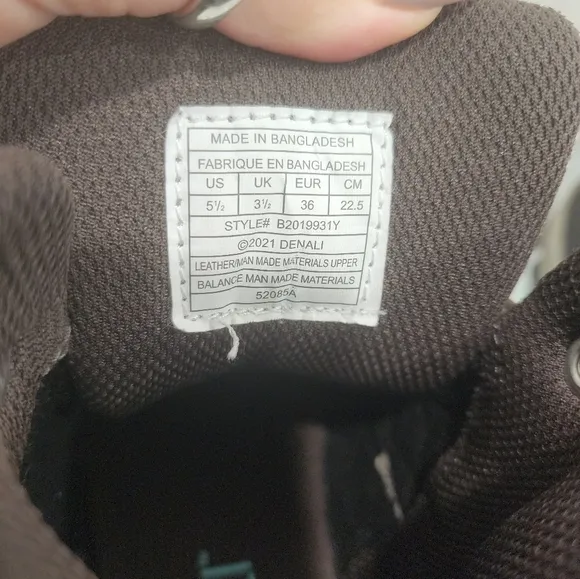 MADE IN BANGLADESH
FABRIQUE EN BANGLADESH
US UK EUR CM
5½ 3½ 36 22.5
STYLE# B2019931Y
©2021 DENALI
LEATHER/MAN MADE MATERIALS UPPER
BALANCE MAN MADE MATERIALS
52085A